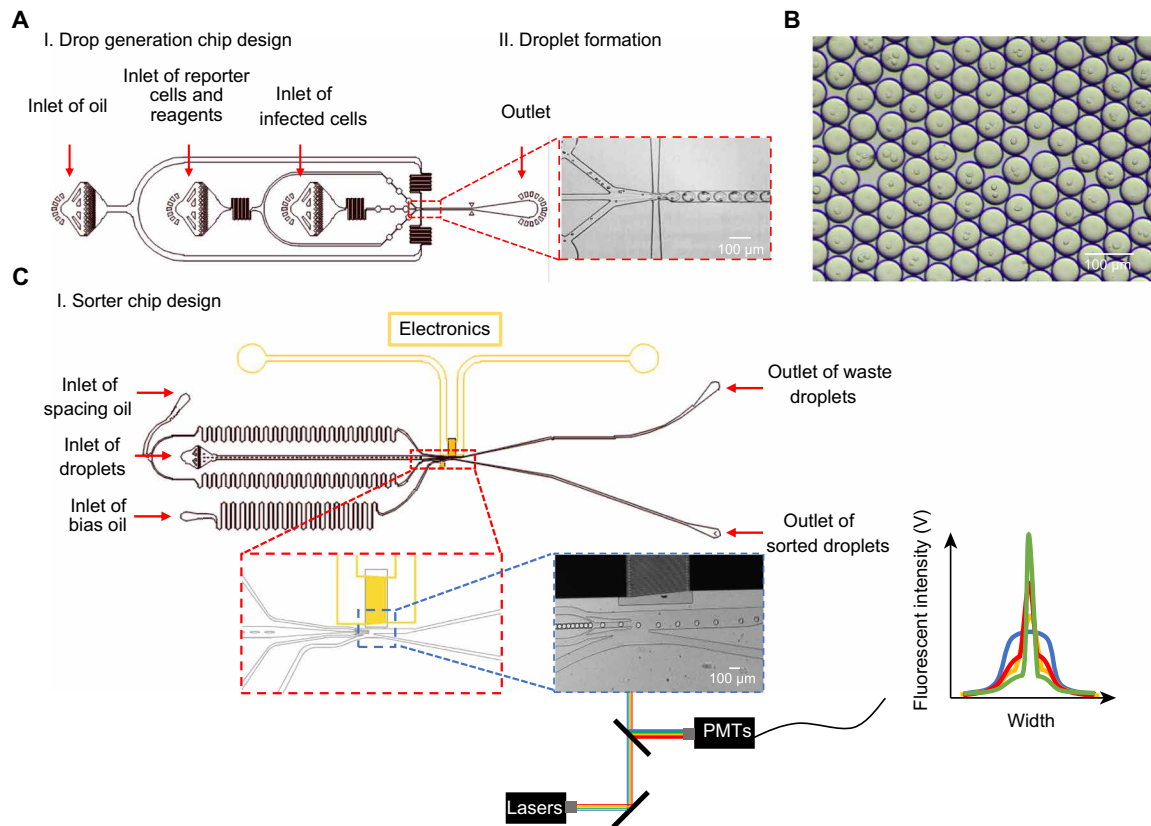 A
I. Drop generation chip design
II. Droplet formation
Inlet of oil
Inlet of reporter
cells and
reagents
Inlet of
infected cells
Outlet
100 µm
B
100 µm
C
I. Sorter chip design
Electronics
Inlet of
spacing oil
Inlet of
droplets
Inlet of
bias oil
Outlet of waste
droplets
Outlet of
sorted droplets
100 µm
PMTs
Lasers
Fluorescent intensity (V)
Width